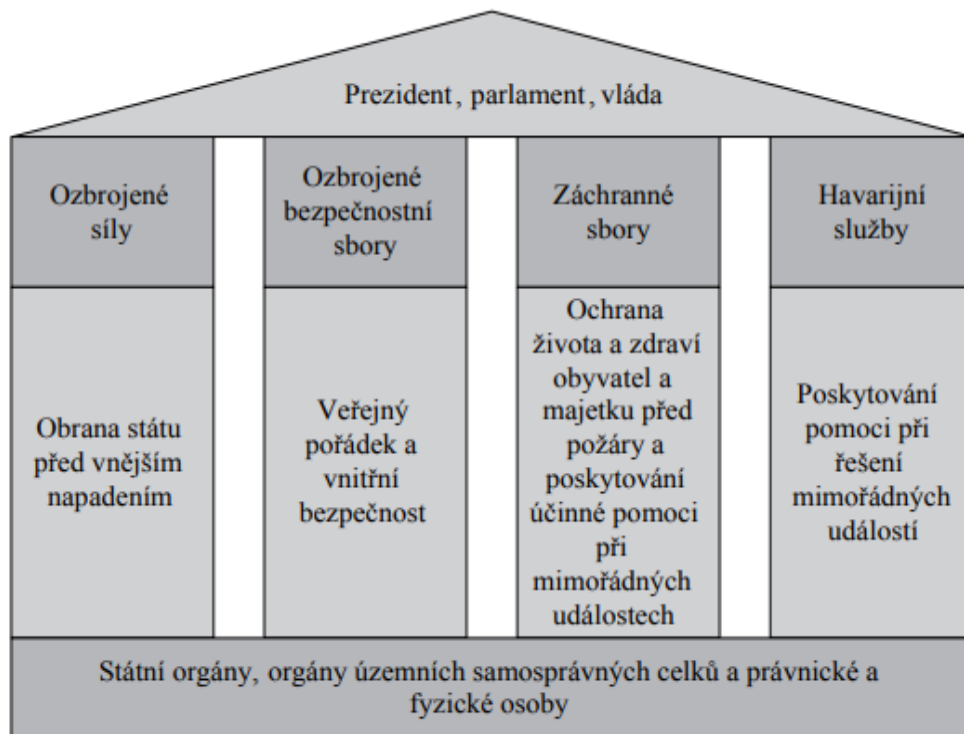 Prezident, parlament, vláda
Ozbrojené
síly
Ozbrojené
bezpečnostní
sbory
Záchranné
sbory
Havarijní
služby
Obrana státu
před vnějším
napadením
Veřejný
pořádek a
vnitřní
bezpečnost
Ochrana
života a zdraví
obyvatel a
majetku před
požáry a
poskytování
účinné pomoci
při
mimořádných
událostech
Poskytování
pomoci při
řešení
mimořádných
událostí
Státní orgány, orgány územních samosprávných celků a právnické a
fyzické osoby